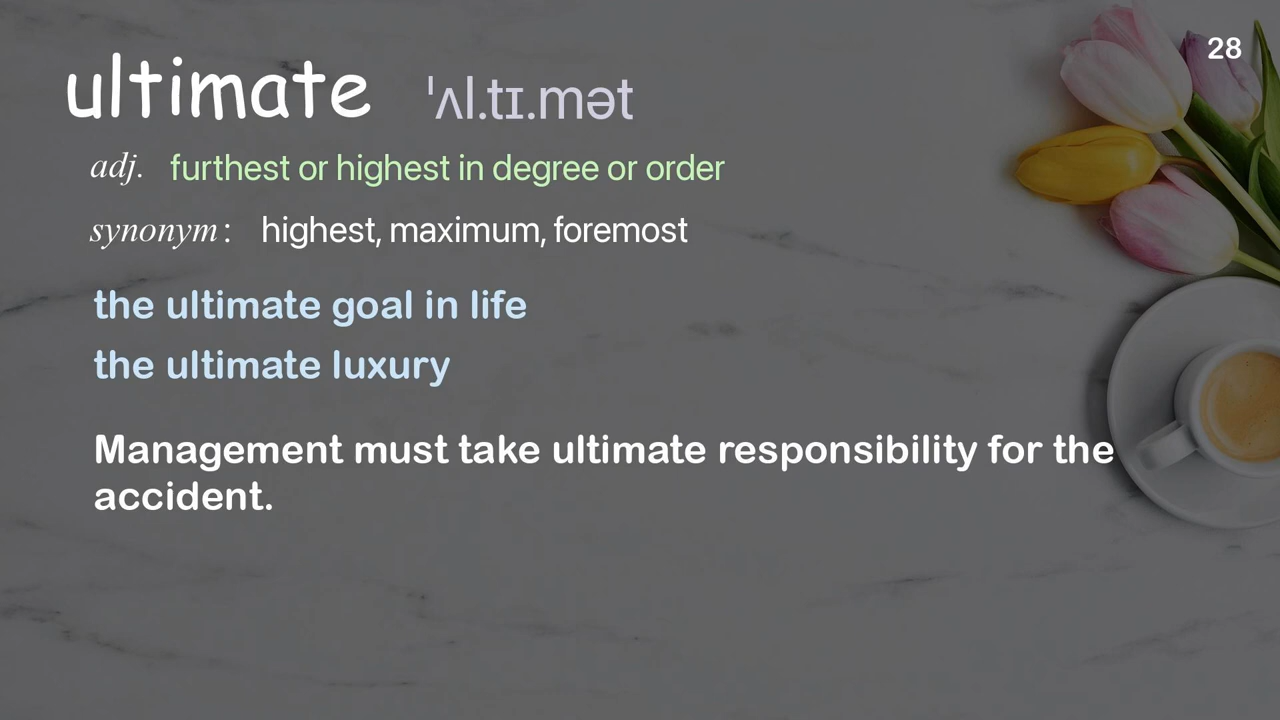 28
ultimate ˈʌl.tɪ.mət
adj. furthest or highest in degree or order
synonym: highest, maximum, foremost
the ultimate goal in life
the ultimate luxury
Management must take ultimate responsibility for the
accident.